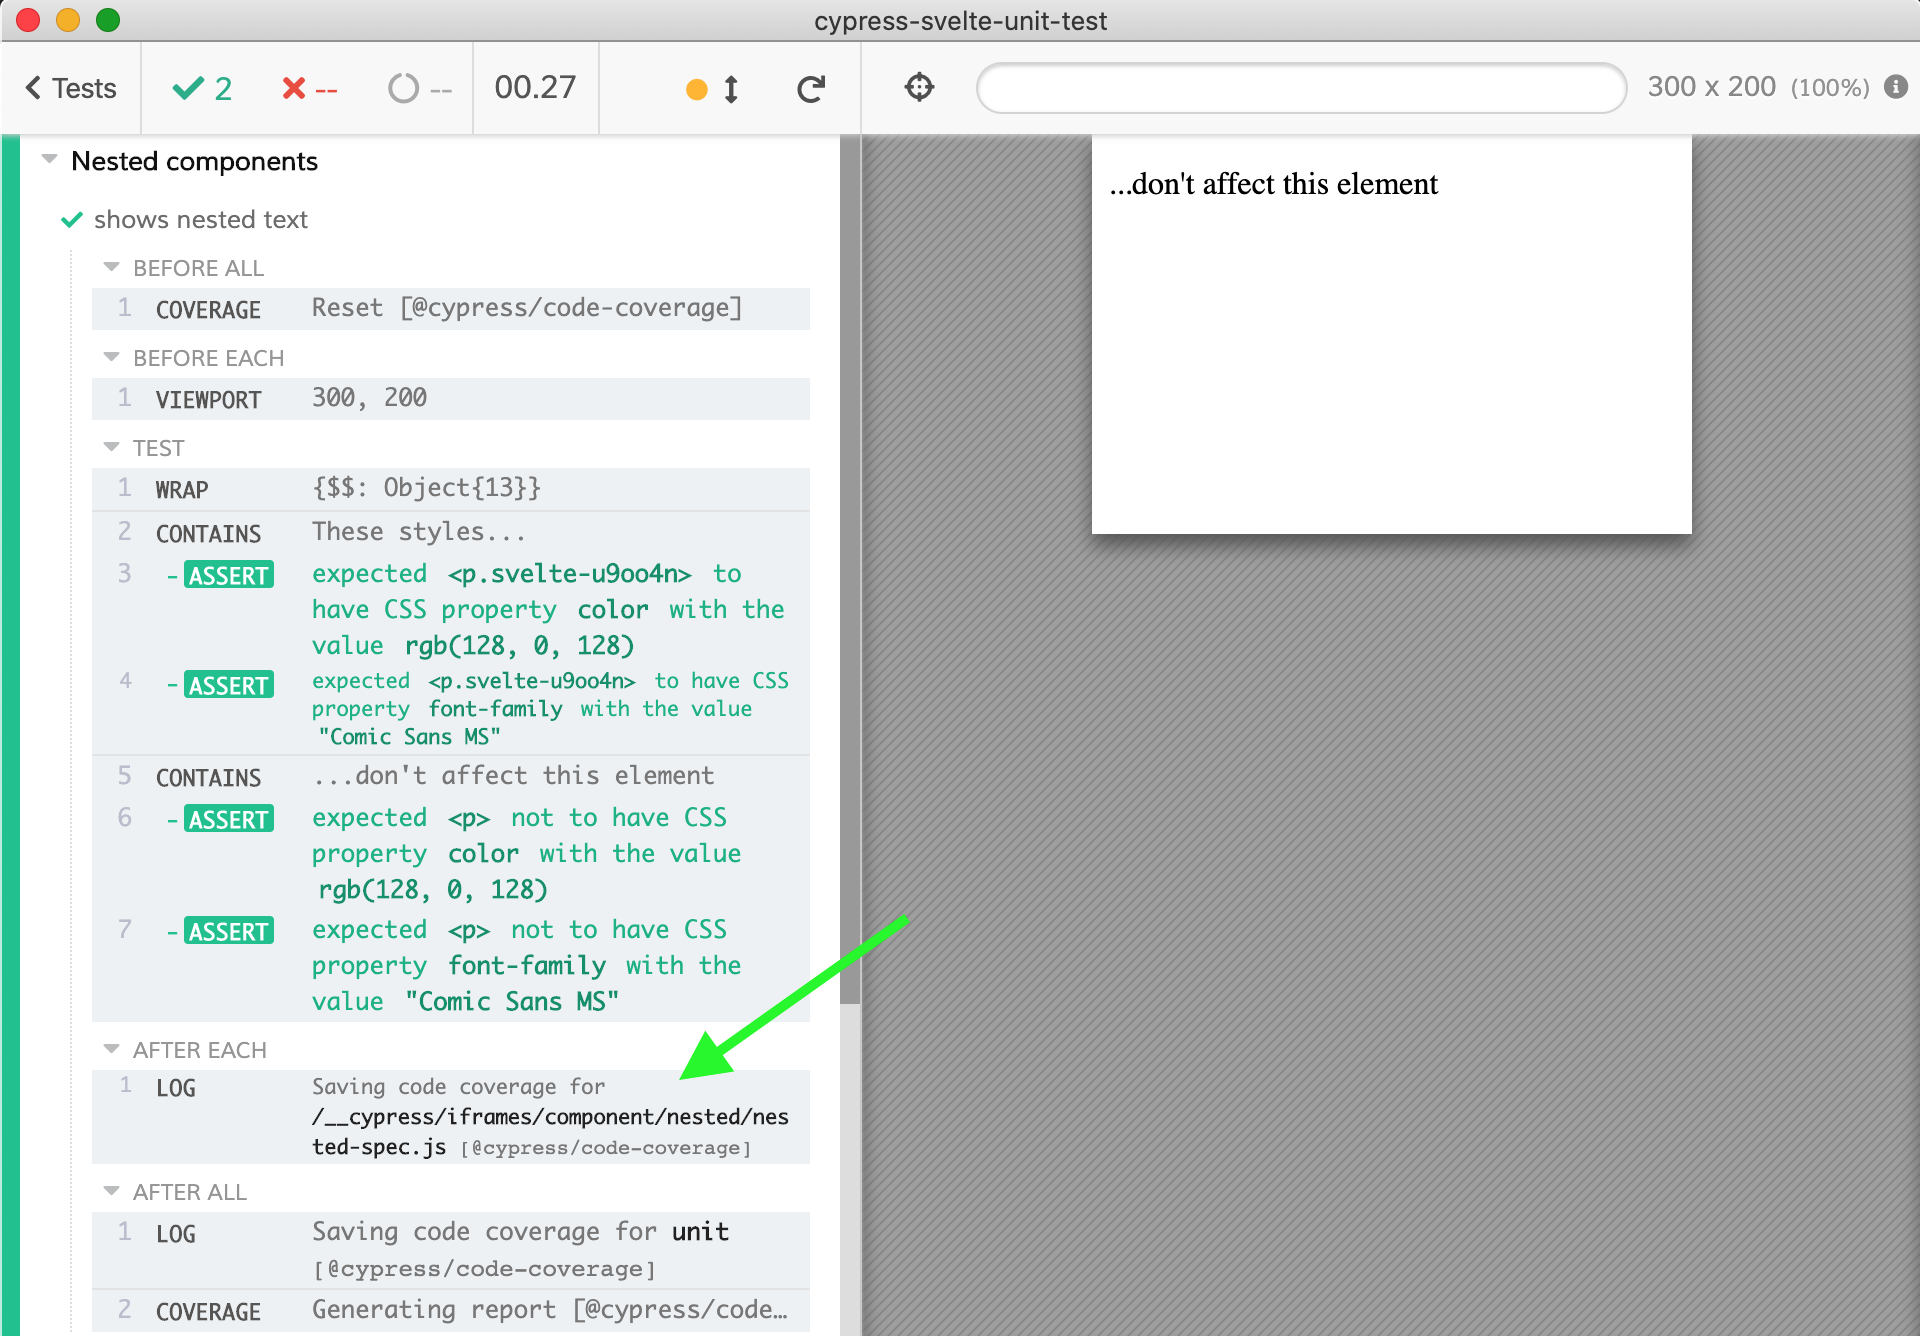 cypress-svelte-unit-test
Tests 2 -- -- 00.27 300 x 200 (100%)
Nested components
shows nested text
BEFORE ALL
1 COVERAGE Reset [@cypress/code-coverage]
BEFORE EACH
1 VIEWPORT 300, 200
TEST
1 WRAP {$$: Object{13}}
2 CONTAINS These styles...
3 -ASSERT expected <p.svelte-u9oo4n> to
have CSS property color with the
value rgb(128, 0, 128)
4 -ASSERT expected <p.svelte-u9oo4n> to have CSS
property font-family with the value
"Comic Sans MS"
5 CONTAINS ...don't affect this element
6 -ASSERT expected <p> not to have CSS
property color with the value
rgb(128, 0, 128)
7 -ASSERT expected <p> not to have CSS
property font-family with the
value "Comic Sans MS"
AFTER EACH
1 LOG Saving code coverage for
/__cypress/iframes/component/nested/nes
ted-spec.js [@cypress/code-coverage]
AFTER ALL
1 LOG Saving code coverage for unit
[@cypress/code-coverage]
2 COVERAGE Generating report [@cypress/code…
...don't affect this element